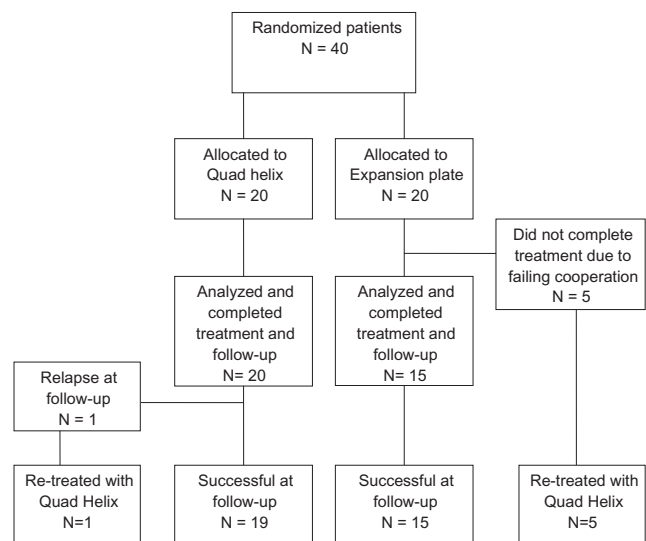 Randomized patients
N = 40
Allocated to
Quad helix
N = 20
Allocated to
Expansion plate
N = 20
Did not complete
treatment due to
failing cooperation
N = 5
Analyzed and
completed
treatment and
follow-up
N= 20
Analyzed and
completed
treatment and
follow-up
N= 15
Relapse at
follow-up
N = 1
Re-treated with
Quad Helix
N=1
Successful at
follow-up
N = 19
Successful at
follow-up
N = 15
Re-treated with
Quad Helix
N=5